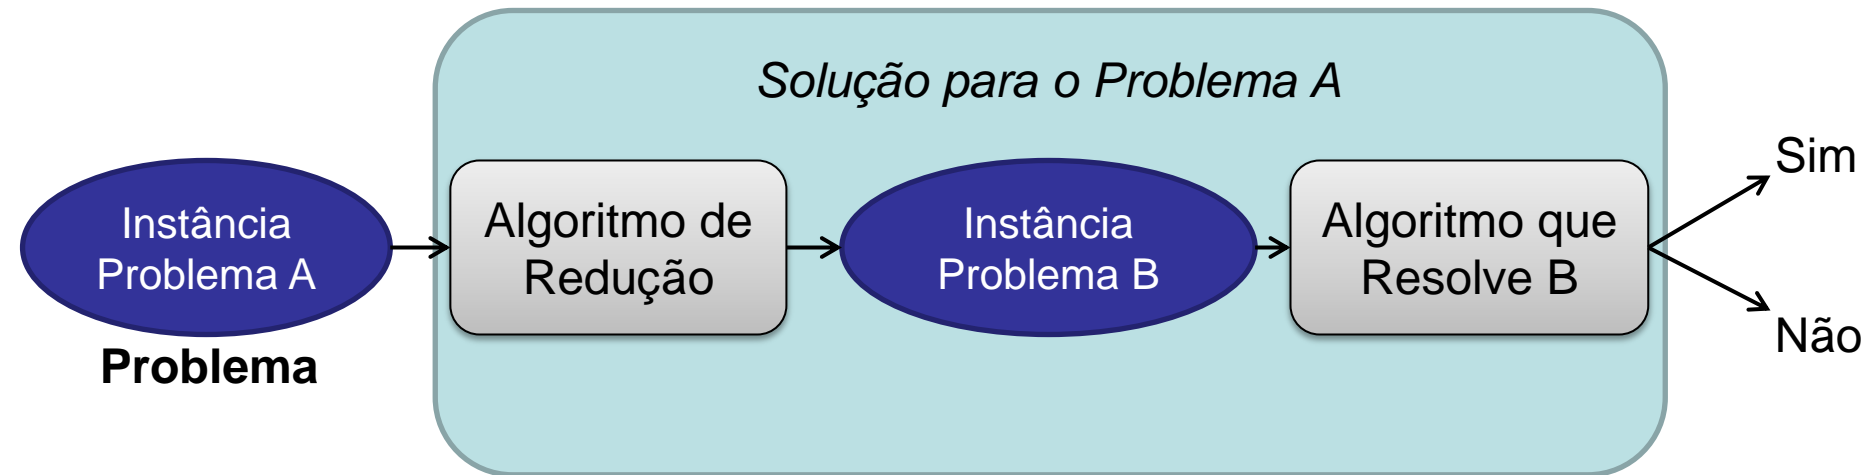 Solução para o Problema A
Instância
Problema A
Problema
Algoritmo de
Redução
Instância
Problema B
Algoritmo que
Resolve B
Sim
Não